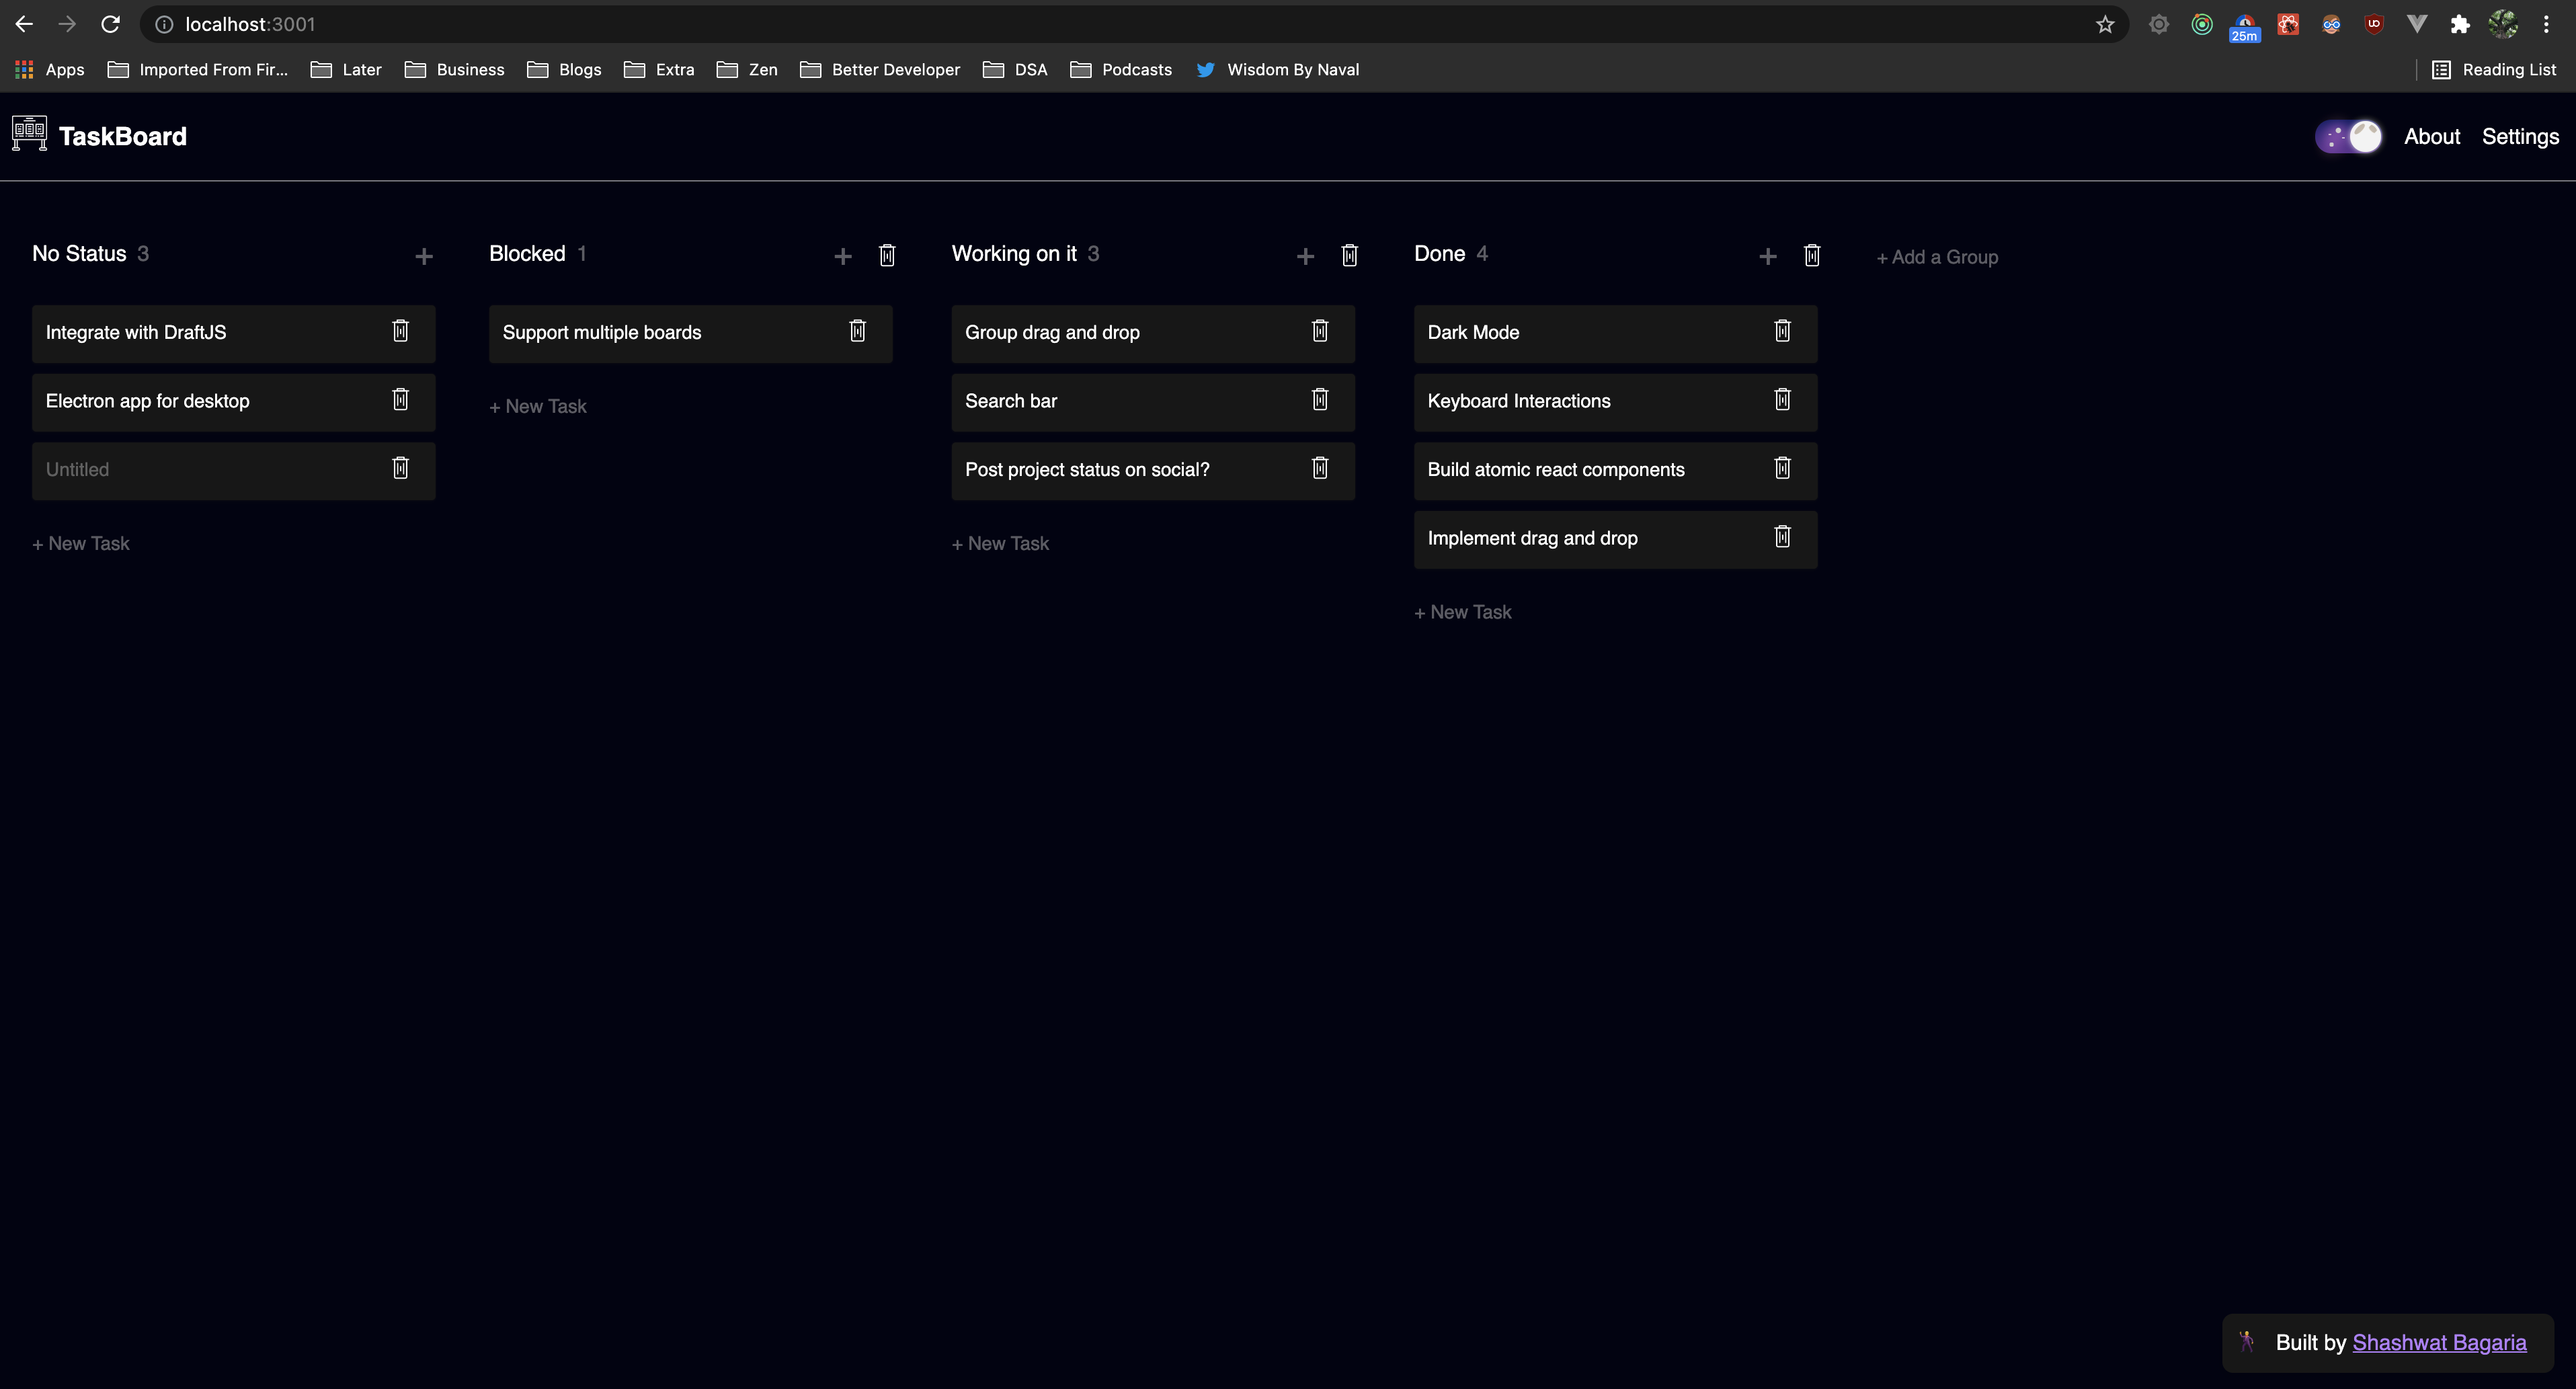 localhost:3001
25m
Apps Imported From Fir... Later Business Blogs Extra Zen Better Developer DSA Podcasts Wisdom By Naval Reading List
TaskBoard About Settings
No Status 3
Integrate with DraftJS
Electron app for desktop
Untitled
+ New Task
Blocked 1
Support multiple boards
+ New Task
Working on it 3
Group drag and drop
Search bar
Post project status on social?
+ New Task
Done 4
Dark Mode
Keyboard Interactions
Build atomic react components
Implement drag and drop
+ New Task
+ Add a Group
Built by Shashwat Bagaria